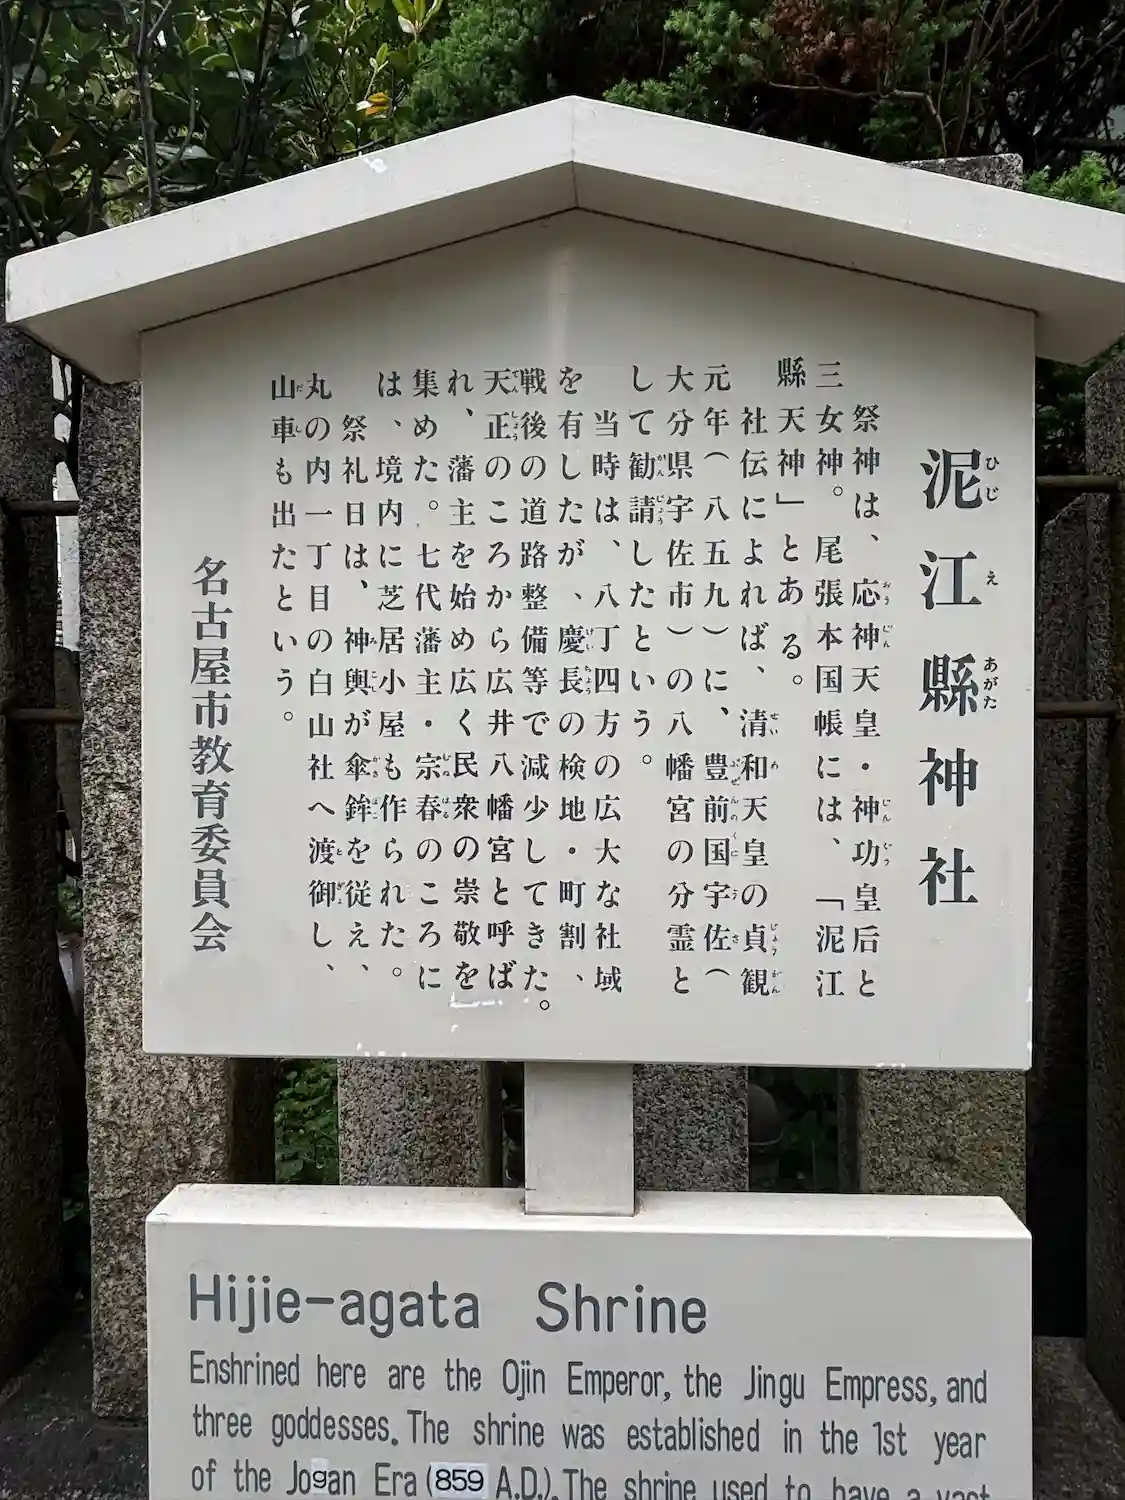 泥江縣神社
祭神は、応神天皇・神功皇后と
三女神。尾張本国帳には、「泥江
縣天神」とある。
社伝によれば、清和天皇の貞観
元年（八五九）に、豊前国宇佐（
大分県宇佐市）の八幡宮の分霊と
して勧請したという。
当時は、八丁四方の広大な社域
を有したが、慶長の検地・町割、
戦後の道路整備等で減少してきた。
天正のころから広井八幡宮と呼ば
れ、藩主を始め広く民衆の崇敬を
集めた。七代藩主・宗春のころに
は、境内に芝居小屋も作られた。
祭礼日は、神輿が傘鉾を従え、
丸の内一丁目の白山社へ渡御し、
山車も出たという。
名古屋市教育委員会
Hijie-agata Shrine
Enshrined here are the Ojin Emperor, the Jingu Empress, and
three goddesses. The shrine was established in the 1st year
of the Jogan Era (859 A.D.). The shrine used to have a vast